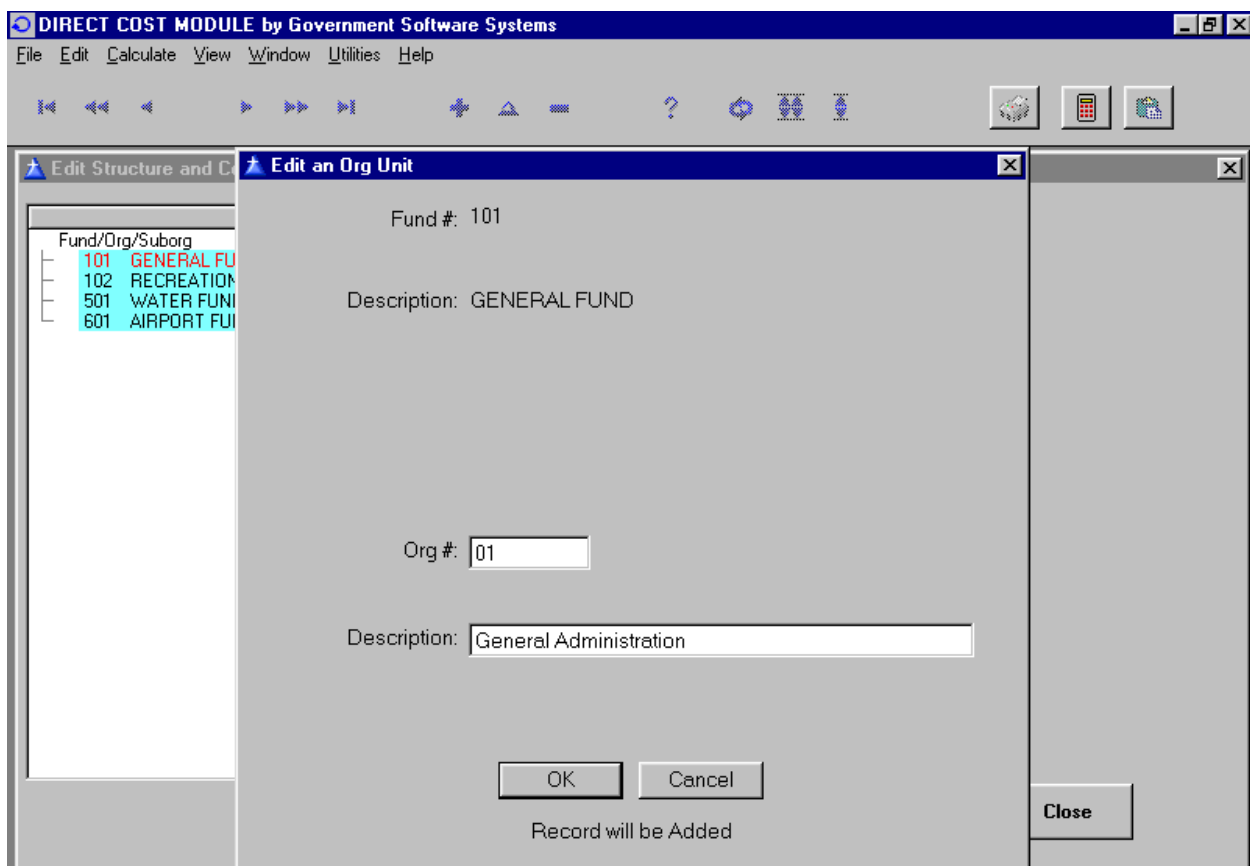 DIRECT COST MODULE by Government Software Systems
File Edit Calculate View Window Utilities Help
Edit Structure and Co
Edit an Org Unit
Fund/Org/Suborg
101 GENERAL FU
102 RECREATION
501 WATER FUN
601 AIRPORT FU
Fund #: 101
Description: GENERAL FUND
Org #: 01
Description: General Administration
OK Cancel
Record will be Added
Close